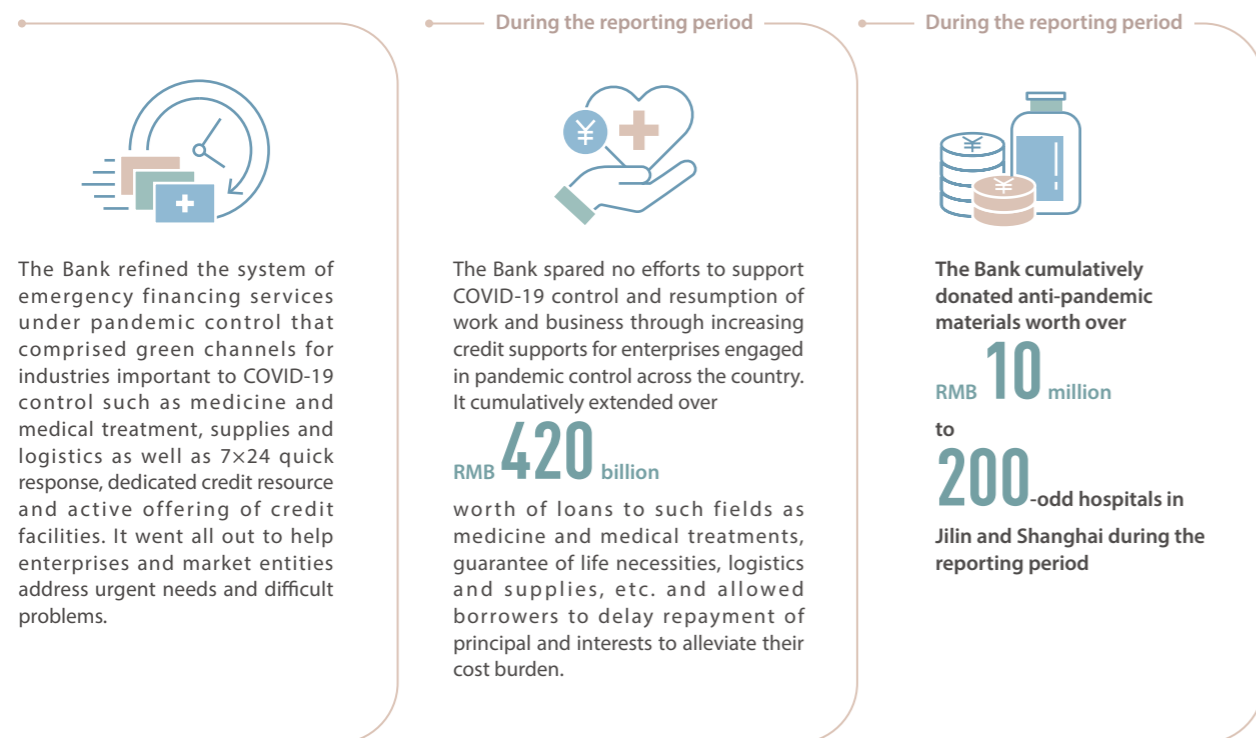 The Bank refined the system of
emergency financing services
under pandemic control that
comprised green channels for
industries important to COVID-19
control such as medicine and
medical treatment, supplies and
logistics as well as 7×24 quick
response, dedicated credit resource
and active offering of credit
facilities. It went all out to help
enterprises and market entities
address urgent needs and difficult
problems.
During the reporting period
¥
The Bank spared no efforts to support
COVID-19 control and resumption of
work and business through increasing
credit supports for enterprises engaged
in pandemic control across the country.
It cumulatively extended over
RMB 420 billion
worth of loans to such fields as
medicine and medical treatments,
guarantee of life necessities, logistics
and supplies, etc. and allowed
borrowers to delay repayment of
principal and interests to alleviate their
cost burden.
During the reporting period
¥
¥
The Bank cumulatively
donated anti-pandemic
materials worth over
RMB 10 million
to
200-odd hospitals in
Jilin and Shanghai during the
reporting period